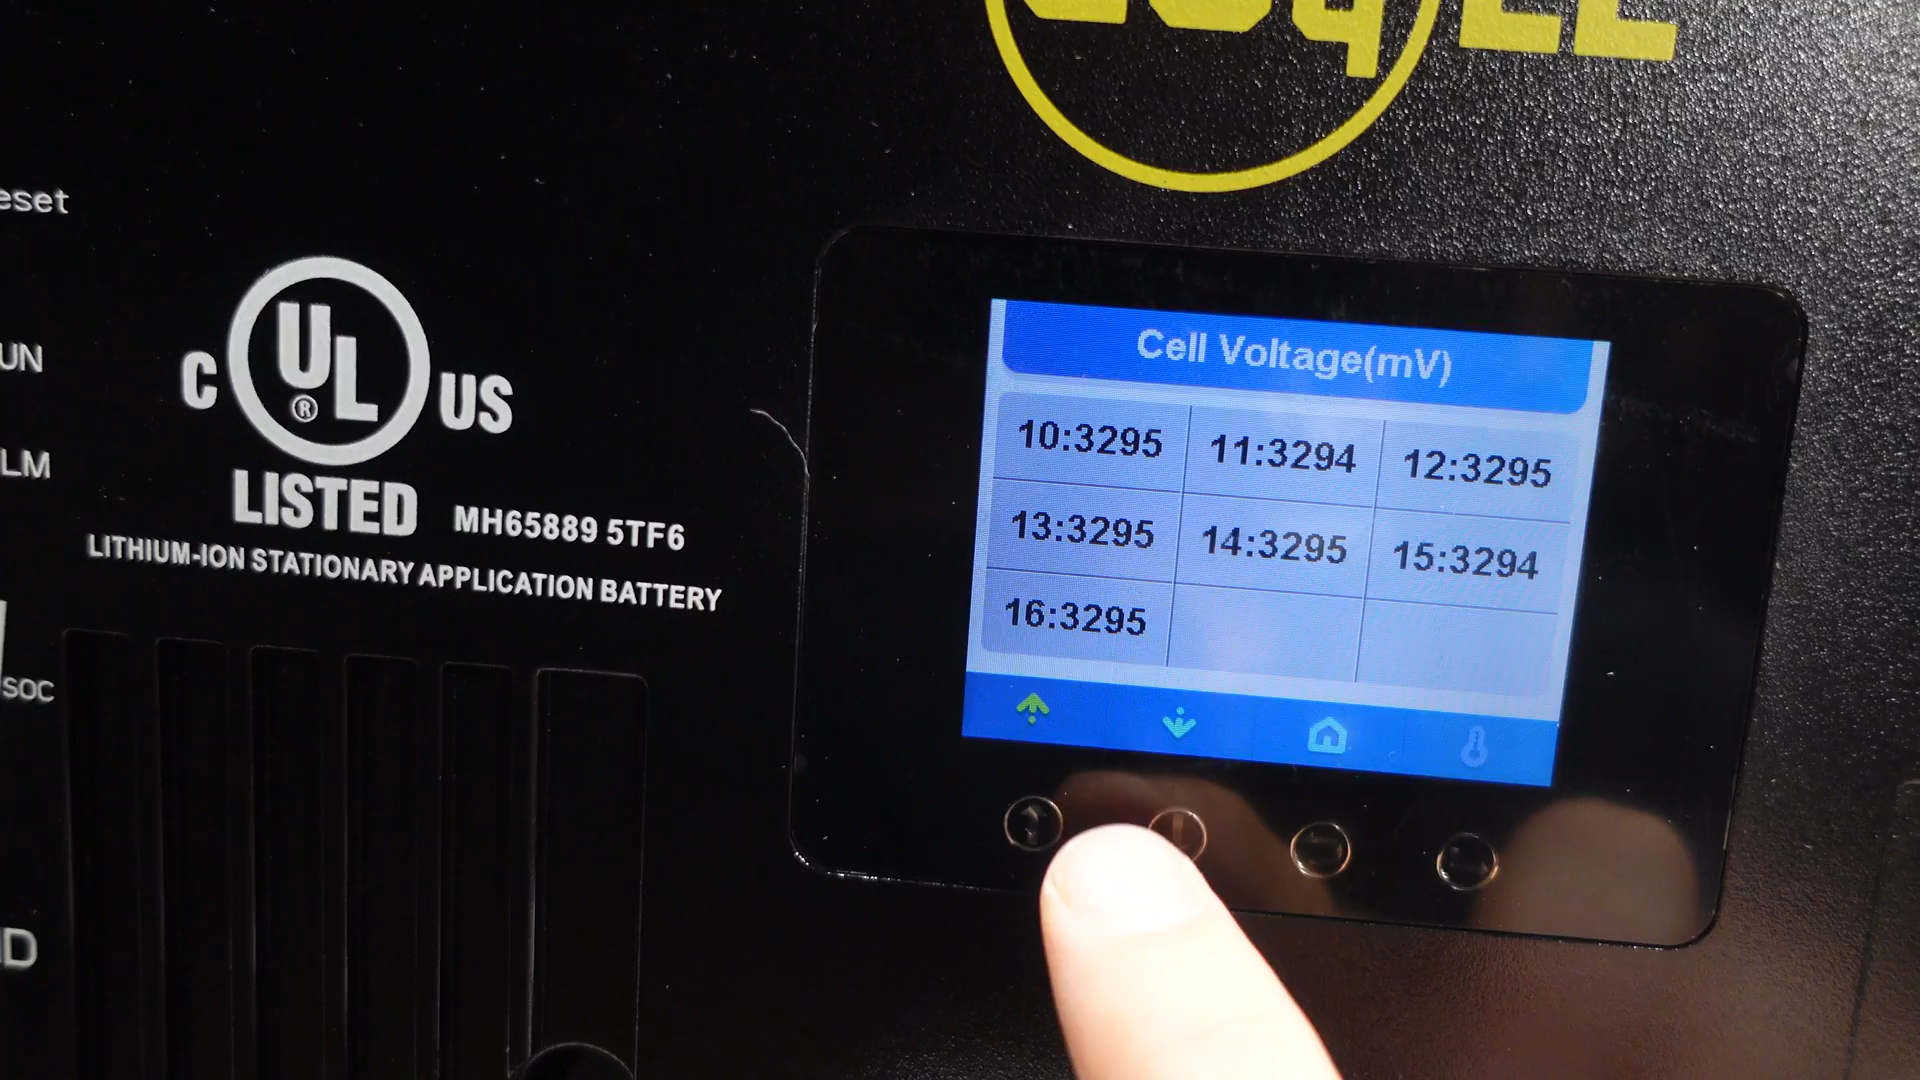 eset
UN
LM
SOC
ID
C UL US
®
LISTED MH65889 5TF6
LITHIUM-ION STATIONARY APPLICATION BATTERY
Cell Voltage(mV)
10:3295 11:3294 12:3295
13:3295 14:3295 15:3294
16:3295